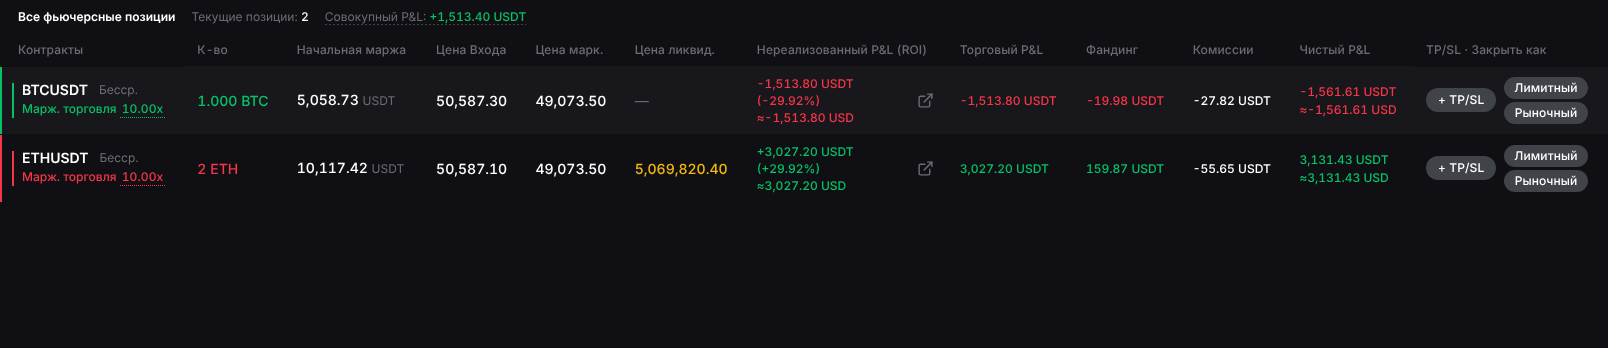 Все фьючерсные позиции Текущие позиции: 2 Совокупный P&L: +1,513.40 USDT
Контракты К-во Начальная маржа Цена Входа Цена марк. Цена ликвид. Нереализованный P&L (ROI) Торговый P&L Фандинг Комиссии Чистый P&L TP/SL · Закрыть как
BTCUSDT Бесср.
Марж. торговля 10.00x
1.000 BTC
5,058.73 USDT
50,587.30
49,073.50
—
-1,513.80 USDT
(-29.92%)
≈-1,513.80 USD
-1,513.80 USDT
-19.98 USDT
-27.82 USDT
-1,561.61 USDT
≈-1,561.61 USD
+ TP/SL
Лимитный
Рыночный
ETHUSDT Бесср.
Марж. торговля 10.00x
2 ETH
10,117.42 USDT
50,587.10
49,073.50
5,069,820.40
+3,027.20 USDT
(+29.92%)
≈3,027.20 USD
3,027.20 USDT
159.87 USDT
-55.65 USDT
3,131.43 USDT
≈3,131.43 USD
+ TP/SL
Лимитный
Рыночный